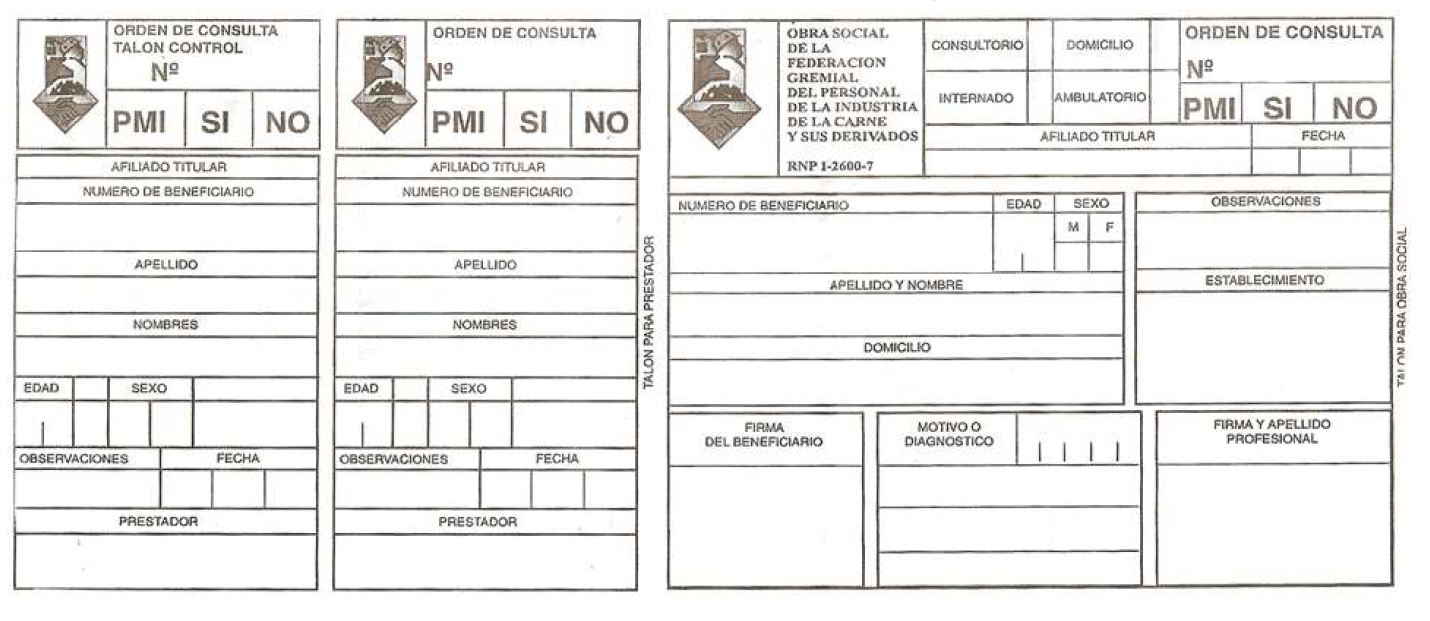 ORDEN DE CONSULTA
TALON CONTROL
Nº
PMI SI NO
AFILIADO TITULAR
NUMERO DE BENEFICIARIO
APELLIDO
NOMBRES
EDAD SEXO
OBSERVACIONES FECHA
PRESTADOR
ORDEN DE CONSULTA
Nº
PMI SI NO
AFILIADO TITULAR
NUMERO DE BENEFICIARIO
APELLIDO
NOMBRES
EDAD SEXO
OBSERVACIONES FECHA
PRESTADOR
TALON PARA PRESTADOR
OBRA SOCIAL
DE LA
FEDERACION
GREMIAL
DEL PERSONAL
DE LA INDUSTRIA
DE LA CARNE
Y SUS DERIVADOS
RNP 1-2600-7
CONSULTORIO DOMICILIO
INTERNADO AMBULATORIO
ORDEN DE CONSULTA
Nº
PMI SI NO
AFILIADO TITULAR FECHA
NUMERO DE BENEFICIARIO EDAD SEXO
M F
APELLIDO Y NOMBRE
DOMICILIO
OBSERVACIONES
ESTABLECIMIENTO
FIRMA
DEL BENEFICIARIO
MOTIVO O
DIAGNOSTICO
FIRMA Y APELLIDO
PROFESIONAL
TALON PARA OBRA SOCIAL